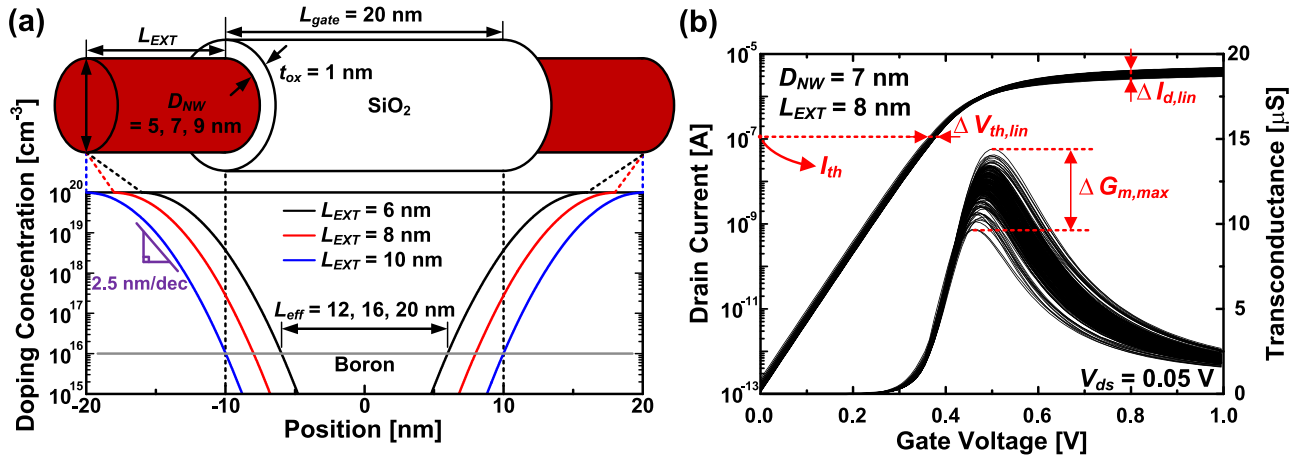 (a)
L_gate = 20 nm
L_EXT
t_ox = 1 nm
D_NW
= 5, 7, 9 nm
SiO₂
Doping Concentration [cm⁻³]
10²⁰
10¹⁹
10¹⁸
10¹⁷
10¹⁶
10¹⁵
L_EXT = 6 nm
L_EXT = 8 nm
L_EXT = 10 nm
2.5 nm/dec
L_eff = 12, 16, 20 nm
Boron
-20 -10 0 10 20
Position [nm]
(b)
Drain Current [A]
10⁻⁵
10⁻⁷
10⁻⁹
10⁻¹¹
10⁻¹³
D_NW = 7 nm
L_EXT = 8 nm
Δ I_d,lin
Δ V_th,lin
I_th
Δ G_m,max
V_ds = 0.05 V
20
15
10
5
0
Transconductance [µS]
0.0 0.2 0.4 0.6 0.8 1.0
Gate Voltage [V]